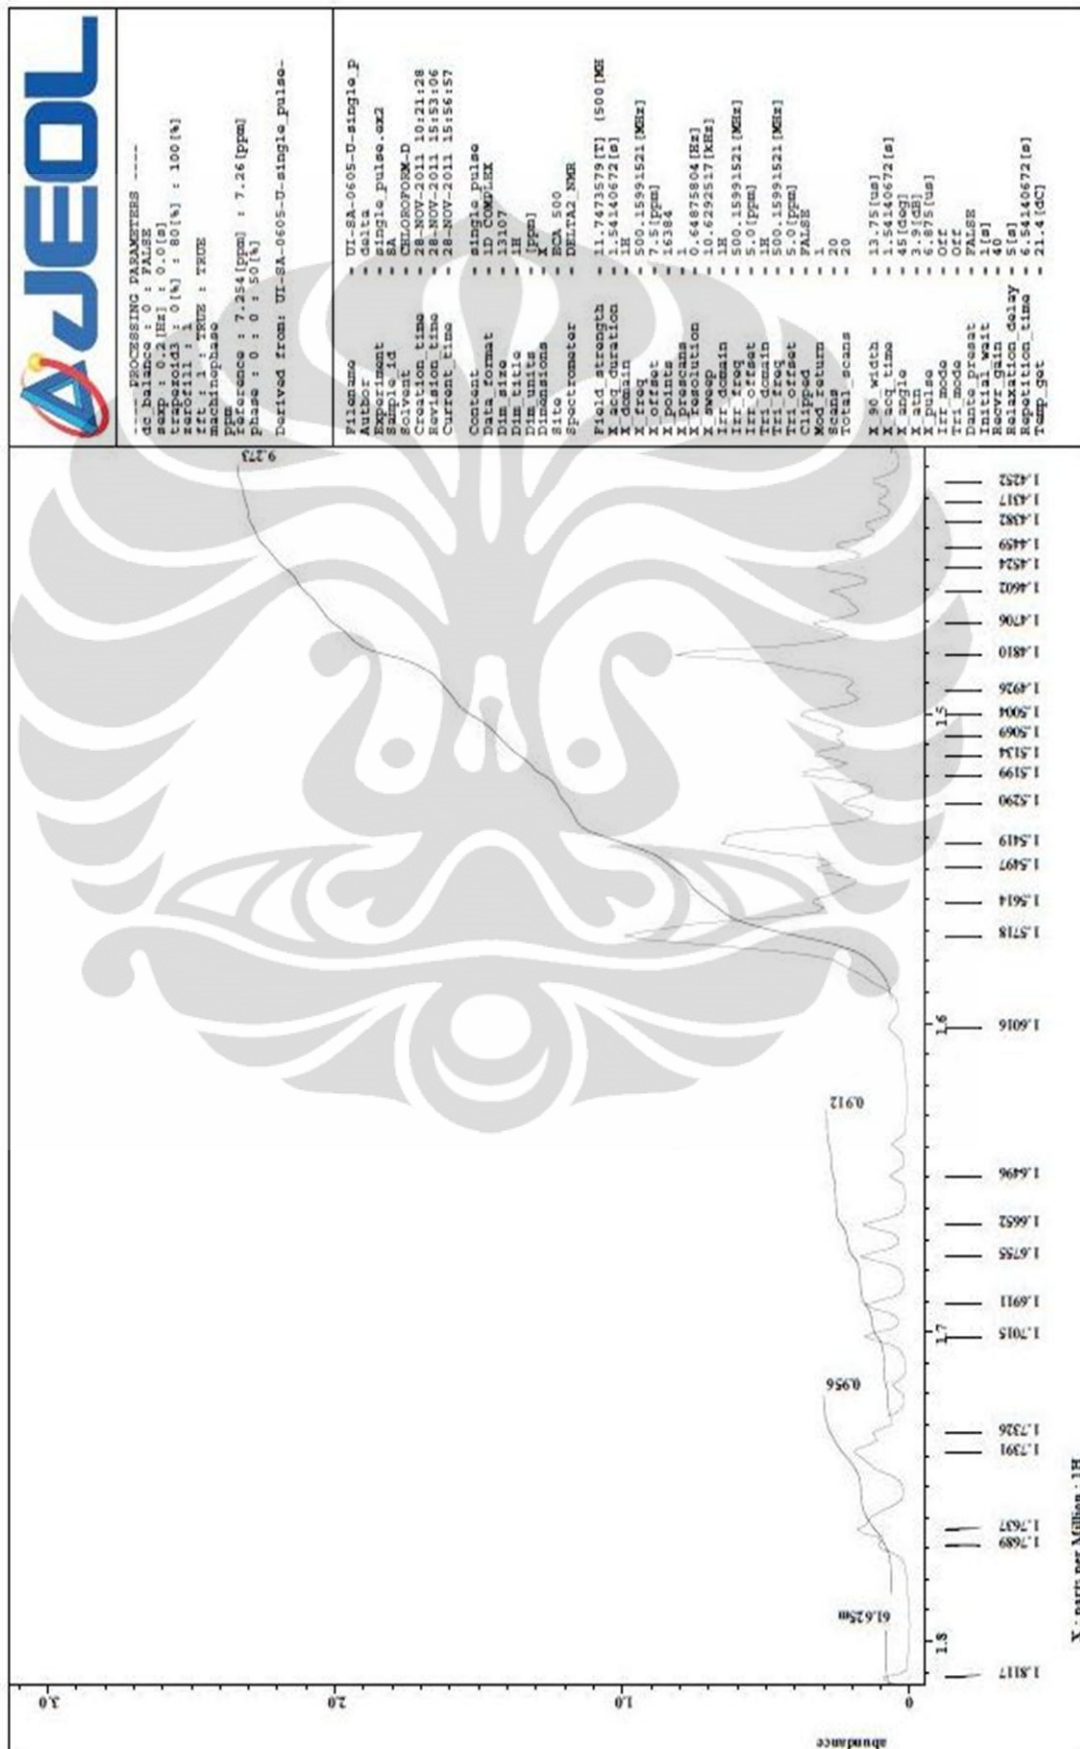 JEOL
---- PROCESSING PARAMETERS ----
dc_balance : 0 : FALSE
sexp : 0.2[Hz] : 0.0[s]
trapezoid3 : 0[%] : 80[%] : 100[%]
zerofill : 1
fft : 1 : TRUE : TRUE
machinephase
ppm
reference : 7.254[ppm] : 7.26[ppm]
phase : 0 : 0 : 50[%]
Derived from: UI-SA-0605-U-single_pulse-
Filename = UI-SA-0605-U-single_p
Author = delta
Experiment = single_pulse.ex2
Sample_id = SA
Solvent = CHLOROFORM-D
Creation_time = 28-NOV-2011 10:21:28
Revision_time = 28-NOV-2011 15:53:06
Current_time = 28-NOV-2011 15:56:57
Content = single_pulse
Data_format = 1D COMPLEX
Dim_size = 13107
Dim_title = 1H
Dim_units = [ppm]
Dimensions = X
Site = ECA 500
Spectrometer = DELTA2_NMR
Field_strength = 11.7473579[T] (500[MH
X_acq_duration = 1.54140672[s]
X_domain = 1H
X_freq = 500.15991521[MHz]
X_offset = 7.5[ppm]
X_points = 16384
X_prescans = 1
X_resolution = 0.64875804[Hz]
X_sweep = 10.6292517[kHz]
Irr_domain = 1H
Irr_freq = 500.15991521[MHz]
Irr_offset = 5.0[ppm]
Tri_domain = 1H
Tri_freq = 500.15991521[MHz]
Tri_offset = 5.0[ppm]
Clipped = FALSE
Mod_return = 1
Scans = 20
Total_scans = 20
X_90_width = 13.75[us]
X_acq_time = 1.54140672[s]
X_angle = 45[deg]
X_atn = 3.9[dB]
X_pulse = 6.875[us]
Irr_mode = Off
Tri_mode = Off
Dante_presat = FALSE
Initial_wait = 1[s]
Recvr_gain = 40
Relaxation_delay = 5[s]
Repetition_time = 6.54140672[s]
Temp_get = 21.4[dC]
abundance
3.0
2.0
1.0
0
61.625m
0.956
0.912
9.273
1.8
1.7
1.6
1.5
1.8117
1.7689
1.7637
1.7391
1.7326
1.7015
1.6911
1.6755
1.6652
1.6496
1.6016
1.5718
1.5614
1.5497
1.5419
1.5290
1.5199
1.5134
1.5069
1.5004
1.4926
1.4810
1.4706
1.4602
1.4524
1.4459
1.4382
1.4317
1.4252
X : parts per Million : 1H